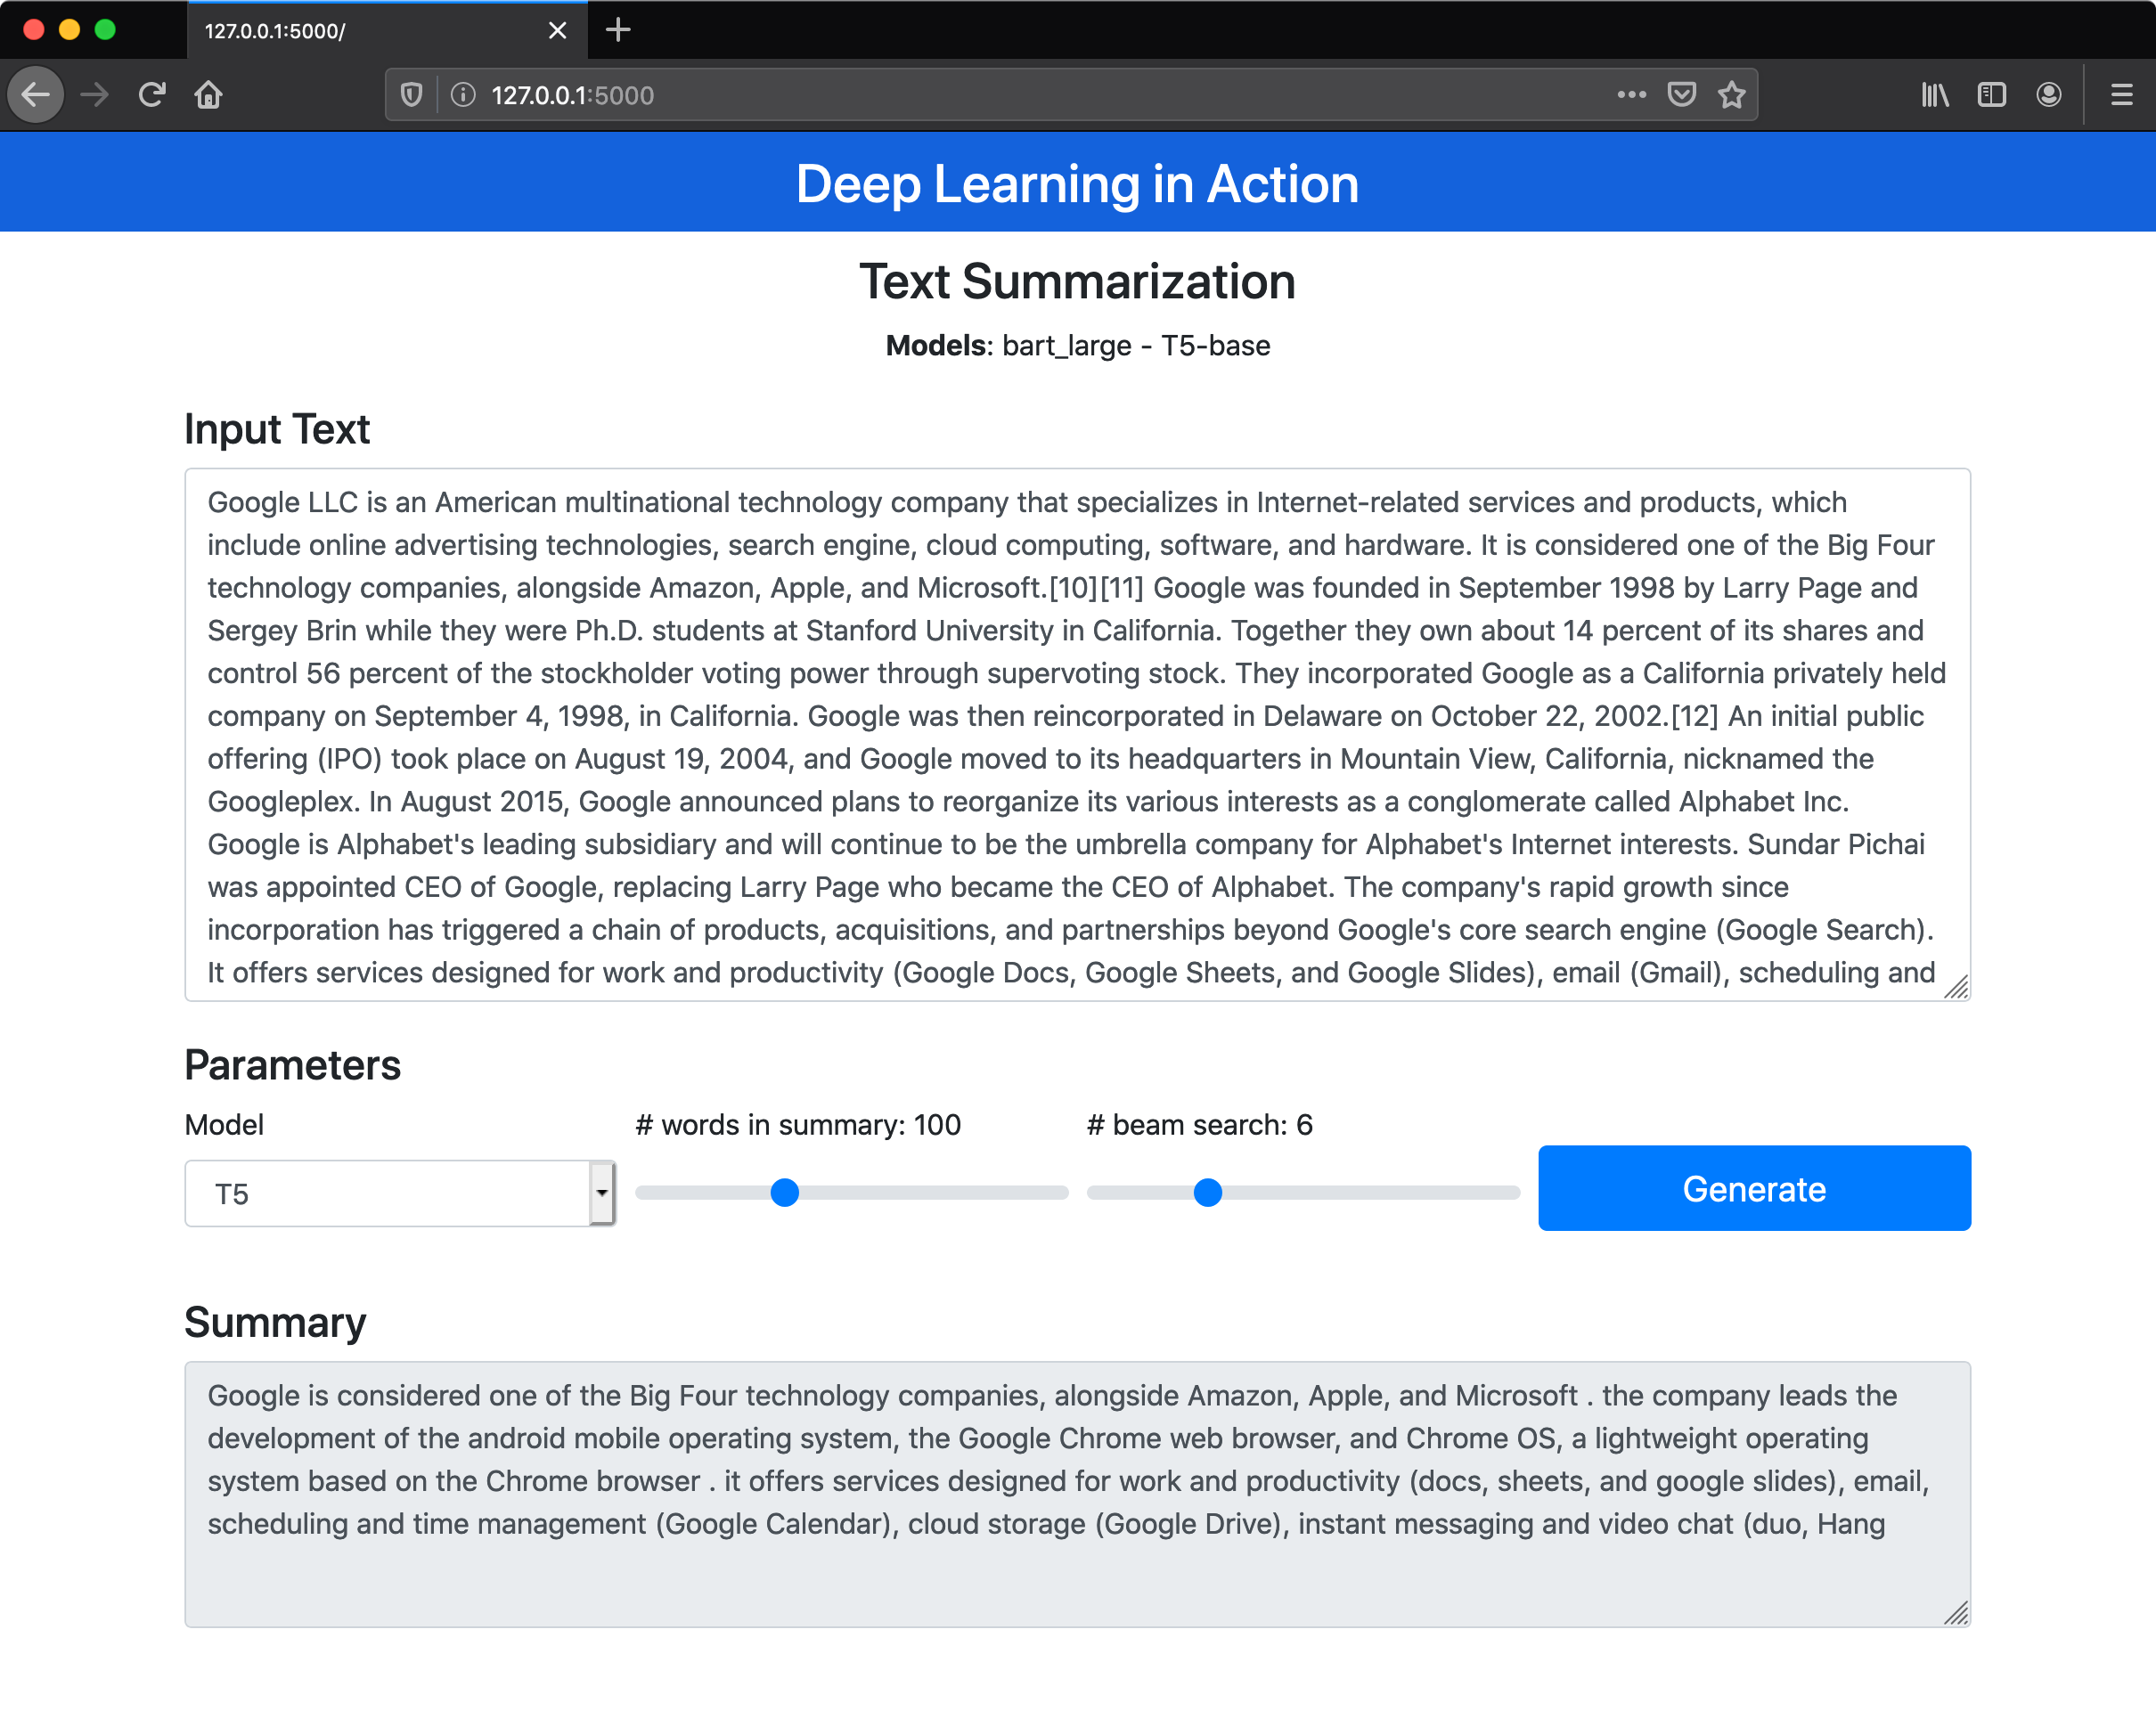 127.0.0.1:5000/
127.0.0.1:5000
Deep Learning in Action
Text Summarization
Models: bart_large - T5-base
Input Text
Google LLC is an American multinational technology company that specializes in Internet-related services and products, which
include online advertising technologies, search engine, cloud computing, software, and hardware. It is considered one of the Big Four
technology companies, alongside Amazon, Apple, and Microsoft.[10][11] Google was founded in September 1998 by Larry Page and
Sergey Brin while they were Ph.D. students at Stanford University in California. Together they own about 14 percent of its shares and
control 56 percent of the stockholder voting power through supervoting stock. They incorporated Google as a California privately held
company on September 4, 1998, in California. Google was then reincorporated in Delaware on October 22, 2002.[12] An initial public
offering (IPO) took place on August 19, 2004, and Google moved to its headquarters in Mountain View, California, nicknamed the
Googleplex. In August 2015, Google announced plans to reorganize its various interests as a conglomerate called Alphabet Inc.
Google is Alphabet's leading subsidiary and will continue to be the umbrella company for Alphabet's Internet interests. Sundar Pichai
was appointed CEO of Google, replacing Larry Page who became the CEO of Alphabet. The company's rapid growth since
incorporation has triggered a chain of products, acquisitions, and partnerships beyond Google's core search engine (Google Search).
It offers services designed for work and productivity (Google Docs, Google Sheets, and Google Slides), email (Gmail), scheduling and
Parameters
Model
# words in summary: 100
# beam search: 6
T5
Generate
Summary
Google is considered one of the Big Four technology companies, alongside Amazon, Apple, and Microsoft . the company leads the
development of the android mobile operating system, the Google Chrome web browser, and Chrome OS, a lightweight operating
system based on the Chrome browser . it offers services designed for work and productivity (docs, sheets, and google slides), email,
scheduling and time management (Google Calendar), cloud storage (Google Drive), instant messaging and video chat (duo, Hang